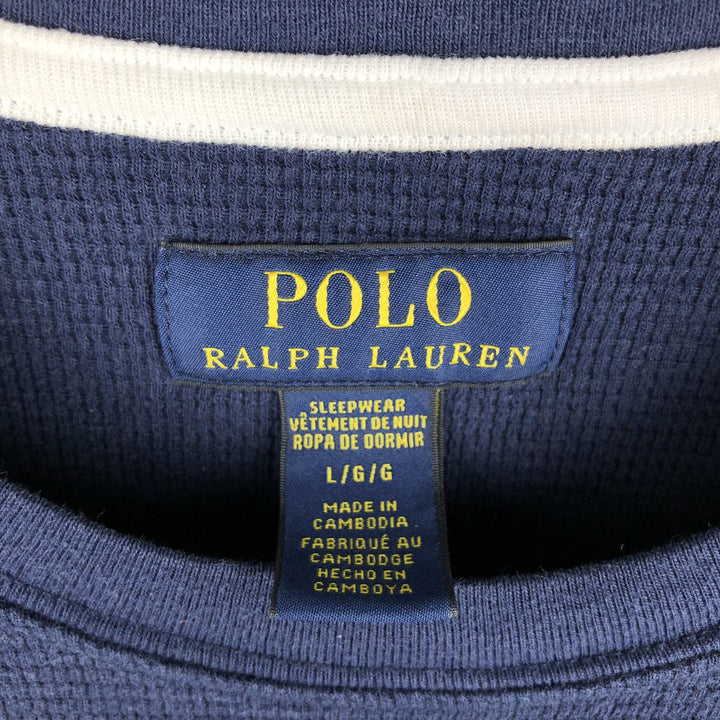 POLO
RALPH LAUREN
SLEEPWEAR
VÊTEMENT DE NUIT
ROPA DE DORMIR
L/G/G
MADE IN
CAMBODIA
FABRIQUÉ AU
CAMBODGE
HECHO EN
CAMBOYA